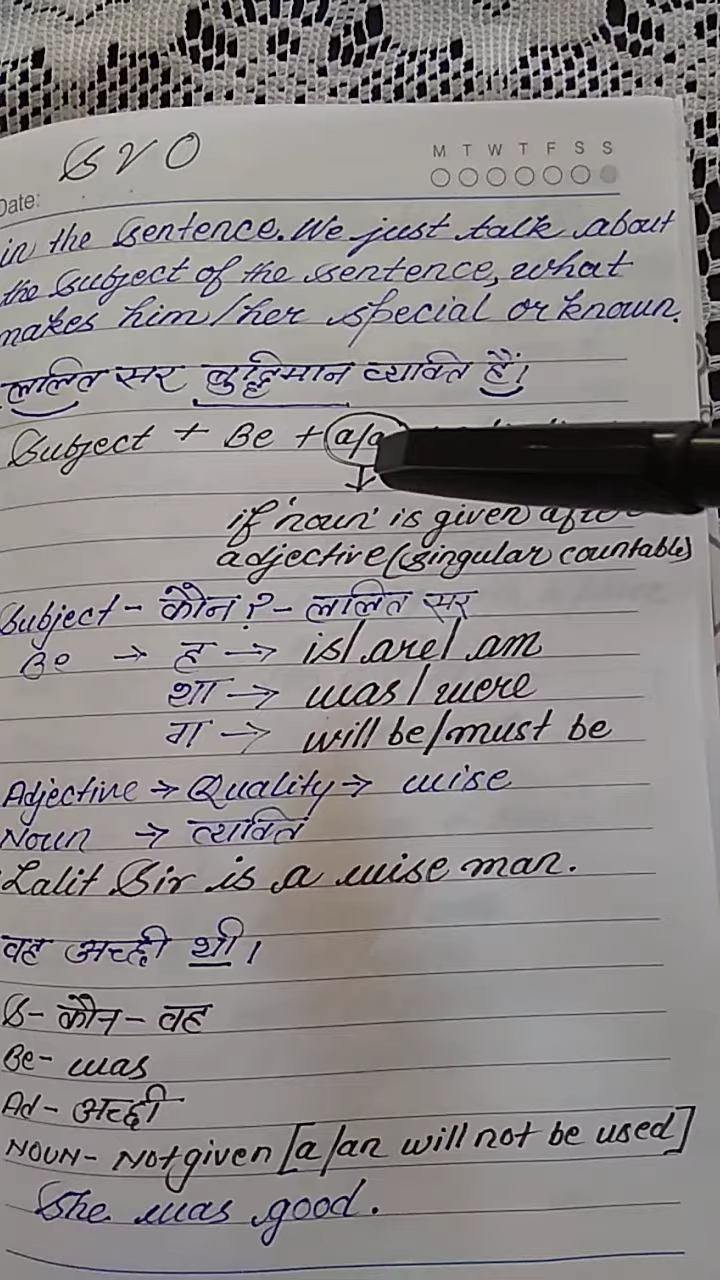 SVO
M T W T F S S
Date:
in the sentence. We just talk about
the subject of the sentence, what
makes him/her special or known.
ललित सर बुद्धिमान व्यक्ति हैं।
Subject + Be + a/a
if 'noun' is given after
adjective (singular countable)
Subject - कौन? - ललित सर
Be → ह → is/are/am
था → was/were
ग → will be/must be
Adjective → Quality → wise
Noun → व्यक्ति
Lalit Sir is a wise man.
वह अच्छी थी।
S - कौन - वह
Be - was
Ad - अच्छी
NOUN - Not given [a/an will not be used]
She was good.